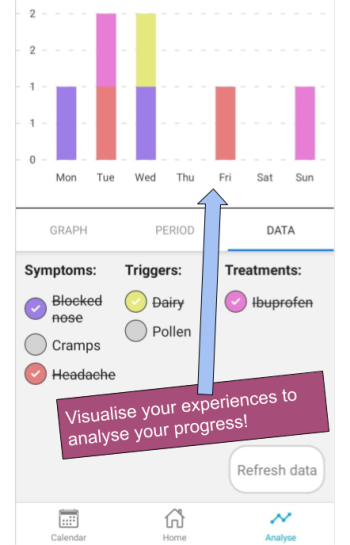 2
2
1
1
0
Mon Tue Wed Thu Fri Sat Sun
GRAPH PERIOD DATA
Symptoms: Triggers: Treatments:
Blocked nose Dairy Ibuprofen
Cramps Pollen
Headache
Visualise your experiences to
analyse your progress!
Refresh data
Calendar Home Analyse